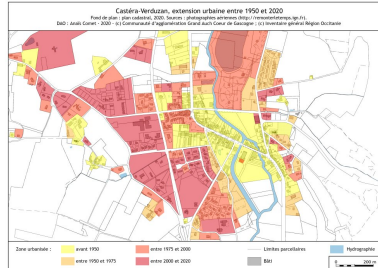 Castéra-Verduzan, extension urbaine entre 1950 et 2020
Fond de plan : plan cadastral, 2020. Sources : photographies aériennes (http://remonterletemps.ign.fr).
DAO : Anaïs Comet - 2020 - (c) Communauté d'agglomération Grand Auch Coeur de Gascogne ; (c) Inventaire général Région Occitanie
Zone urbanisée : avant 1950 entre 1975 et 2000 Limites parcellaires Hydrographie
entre 1950 et 1975 entre 2000 et 2020 Bâti 0 200 m